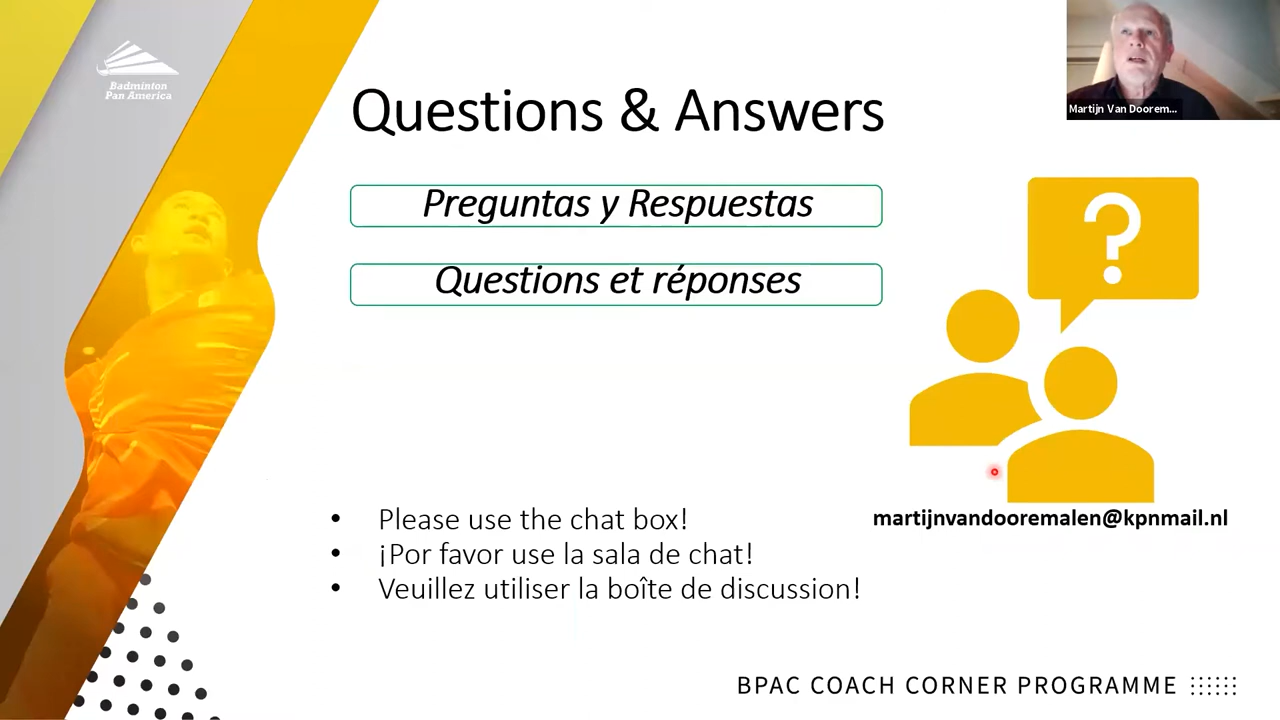 Badminton
Pan America
Questions & Answers
Martijn Van Doorem...
Preguntas y Respuestas
Questions et réponses
?
• Please use the chat box!
• ¡Por favor use la sala de chat!
• Veuillez utiliser la boîte de discussion!
martijnvandooremalen@kpnmail.nl
BPAC COACH CORNER PROGRAMME